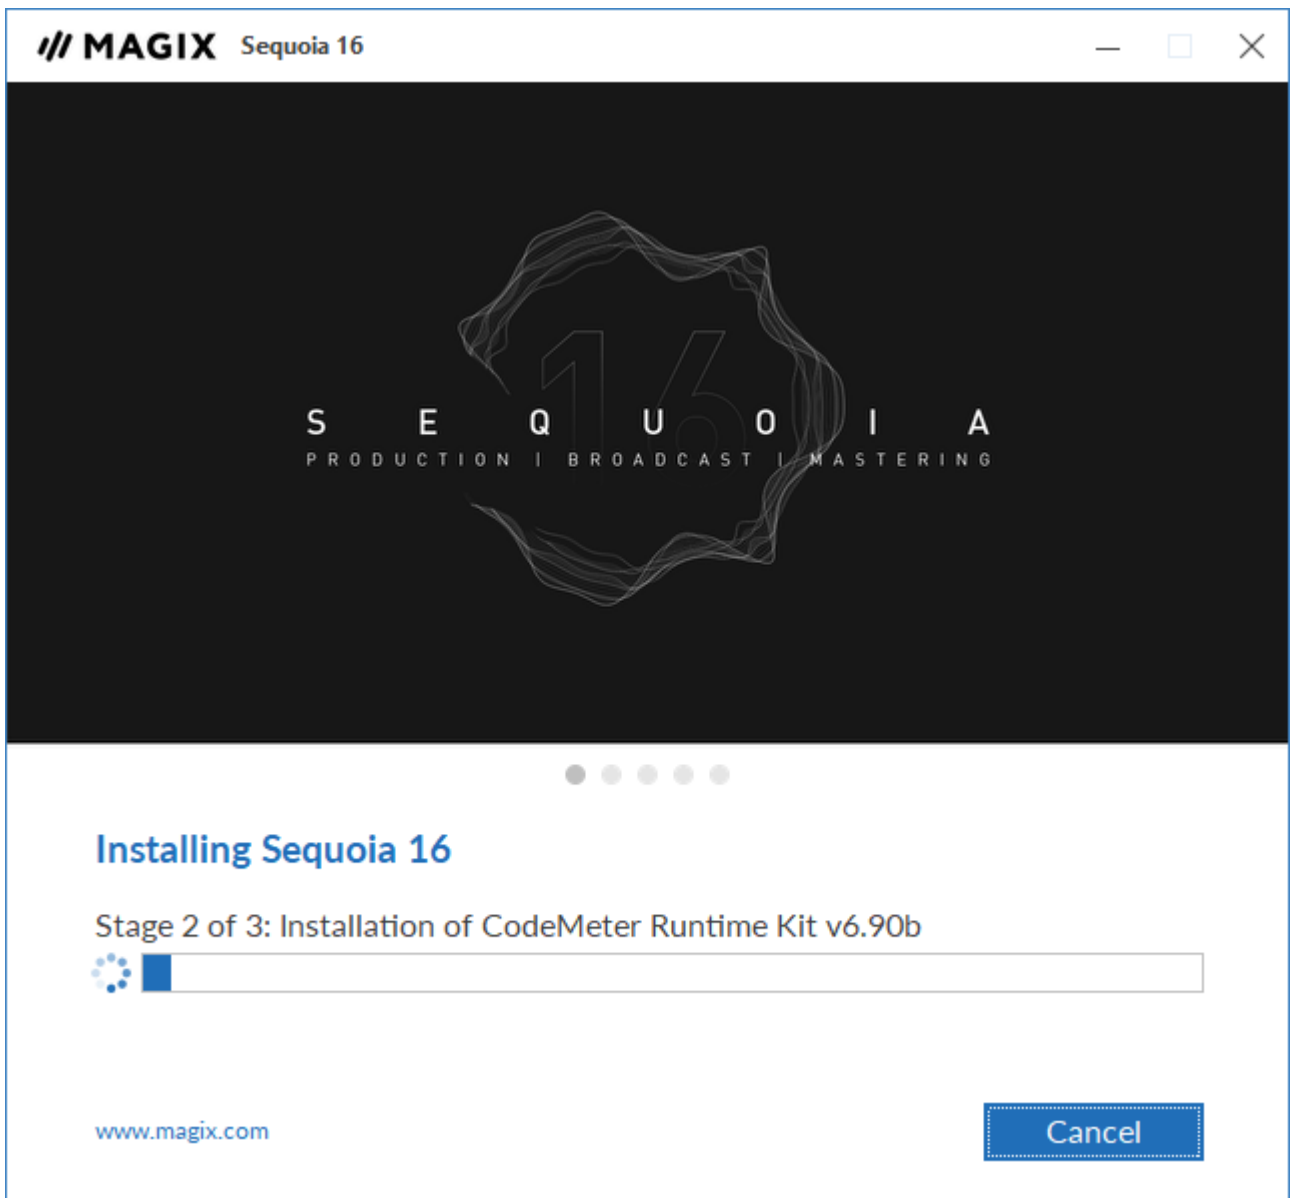 MAGIX Sequoia 16
16
S E Q U O I A
PRODUCTION | BROADCAST | MASTERING
Installing Sequoia 16
Stage 2 of 3: Installation of CodeMeter Runtime Kit v6.90b
www.magix.com
Cancel